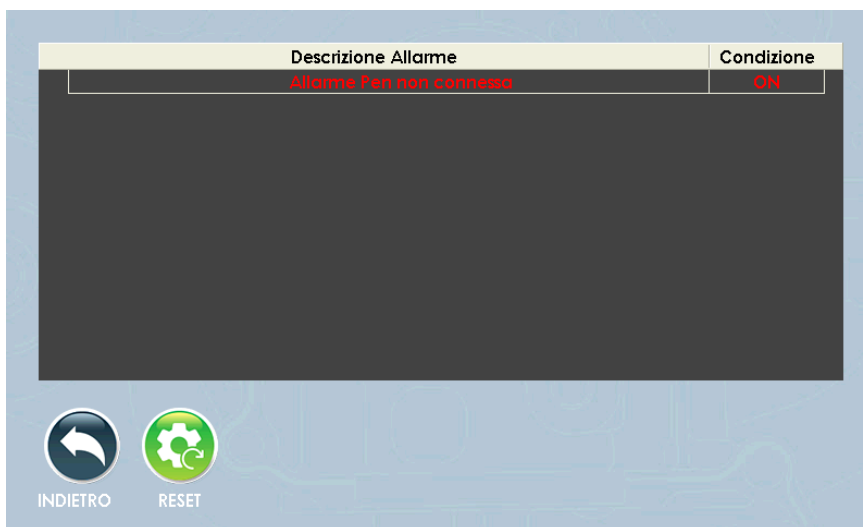 Descrizione Allarme Condizione
Allarme Pen non connessa ON
INDIETRO RESET